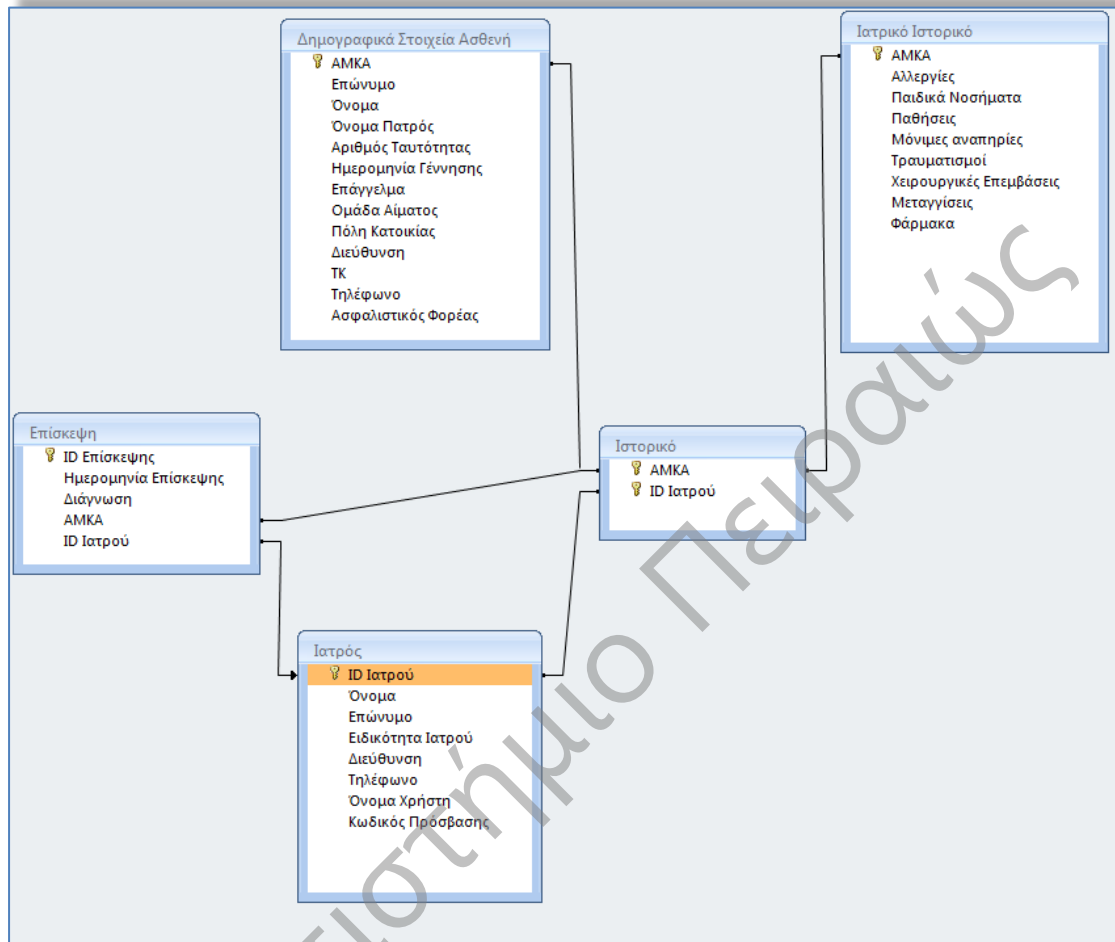 Δημογραφικά Στοιχεία Ασθενή
ΑΜΚΑ
Επώνυμο
Όνομα
Όνομα Πατρός
Αριθμός Ταυτότητας
Ημερομηνία Γέννησης
Επάγγελμα
Ομάδα Αίματος
Πόλη Κατοικίας
Διεύθυνση
ΤΚ
Τηλέφωνο
Ασφαλιστικός Φορέας
Ιατρικό Ιστορικό
ΑΜΚΑ
Αλλεργίες
Παιδικά Νοσήματα
Παθήσεις
Μόνιμες αναπηρίες
Τραυματισμοί
Χειρουργικές Επεμβάσεις
Μεταγγίσεις
Φάρμακα
Επίσκεψη
ID Επίσκεψης
Ημερομηνία Επίσκεψης
Διάγνωση
ΑΜΚΑ
ID Ιατρού
Ιστορικό
ΑΜΚΑ
ID Ιατρού
Ιατρός
ID Ιατρού
Όνομα
Επώνυμο
Ειδικότητα Ιατρού
Διεύθυνση
Τηλέφωνο
Όνομα Χρήστη
Κωδικός Πρόσβασης
ιστήμιο Πειραιώς